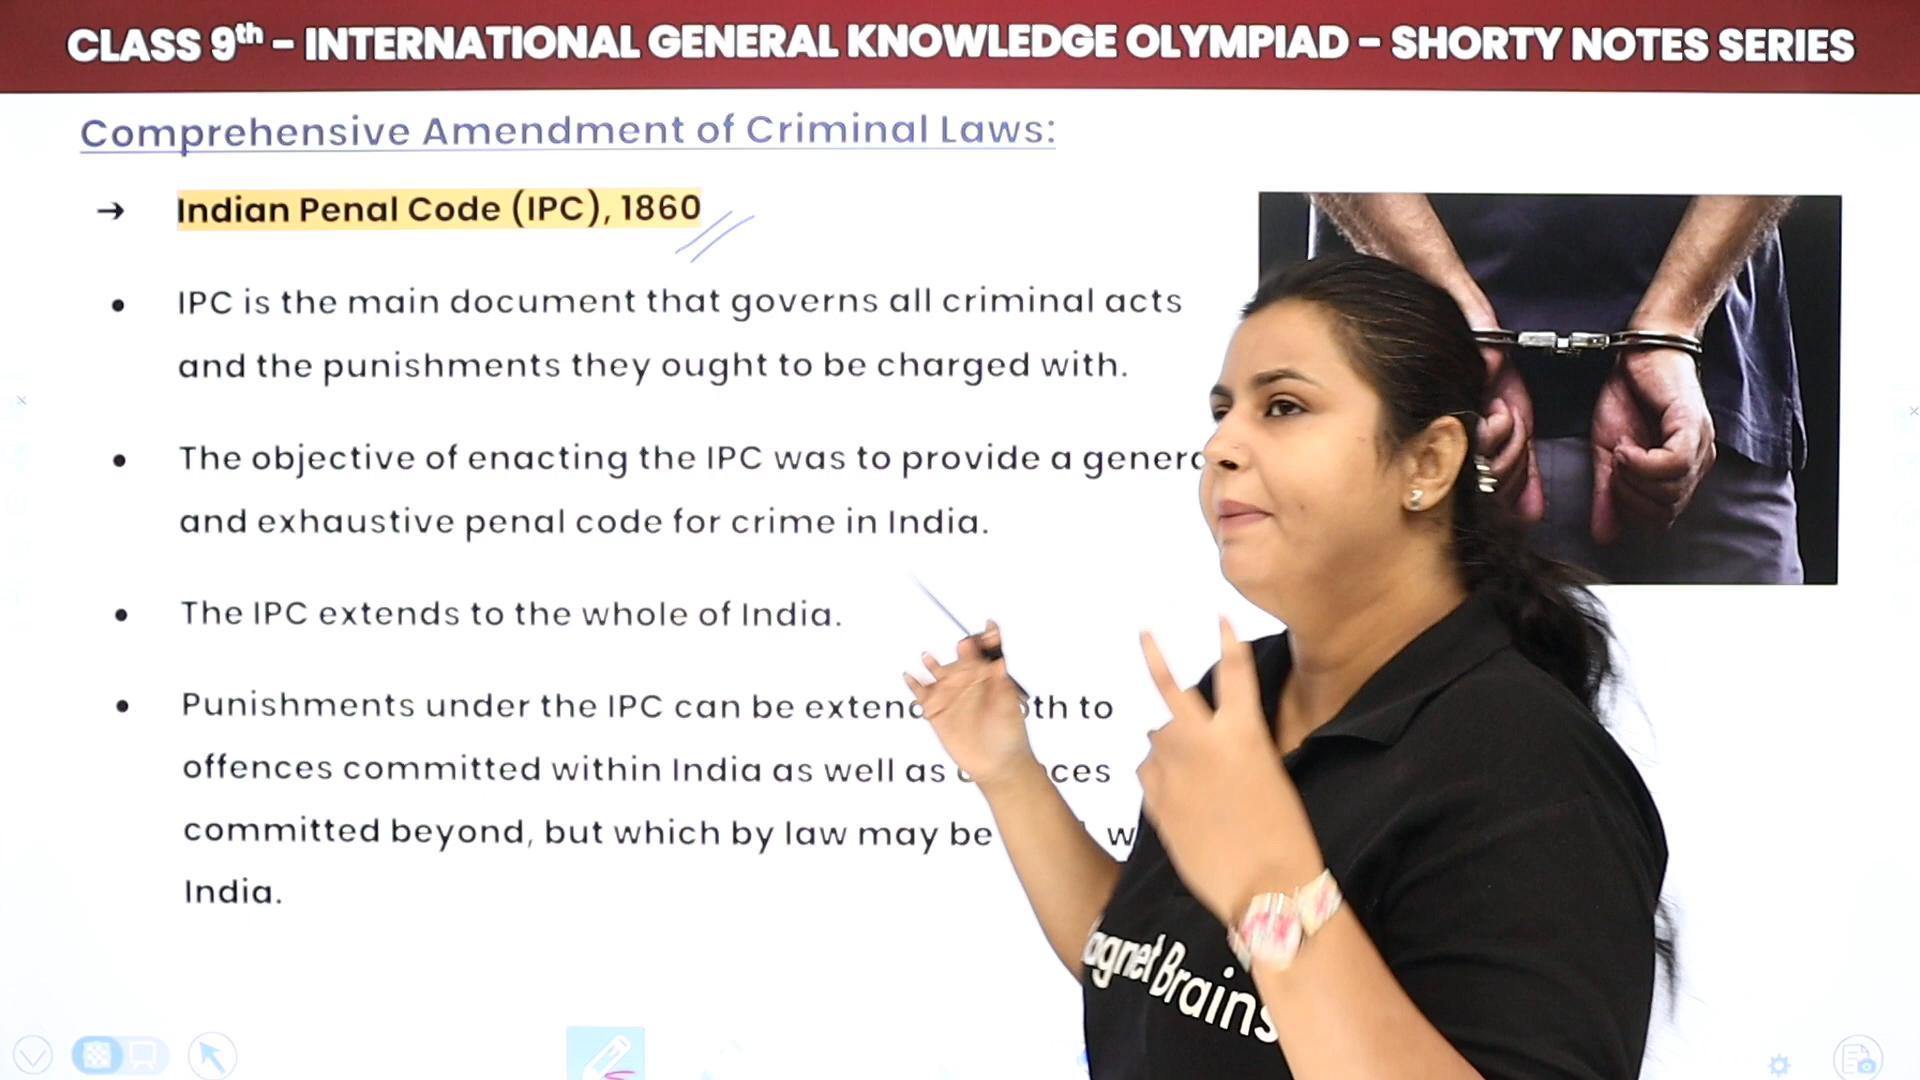 CLASS 9th – INTERNATIONAL GENERAL KNOWLEDGE OLYMPIAD – SHORTY NOTES SERIES
Comprehensive Amendment of Criminal Laws:
→ Indian Penal Code (IPC), 1860
• IPC is the main document that governs all criminal acts
and the punishments they ought to be charged with.
• The objective of enacting the IPC was to provide a
and exhaustive penal code for crime in India.
• The IPC extends to the whole of India.
• Punishments under the IPC can be to
offences committed within India as well as
committed beyond, but which by law may be
India.
Brains